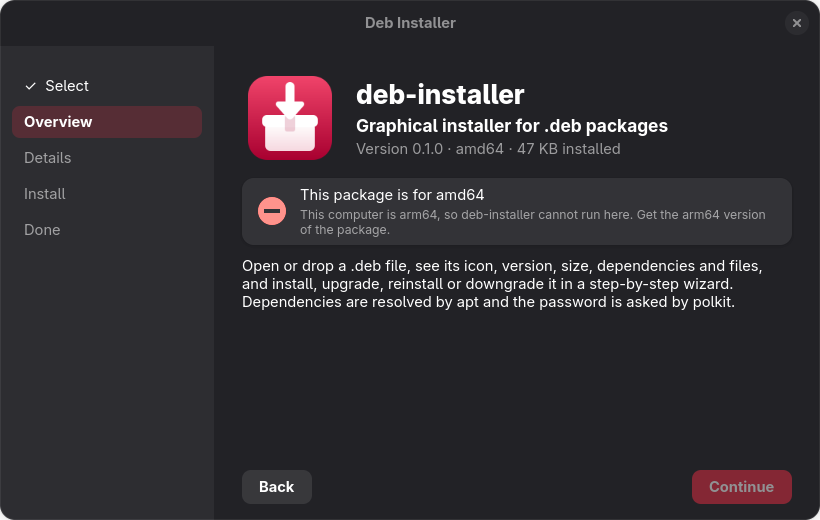 Deb Installer
Select
Overview
Details
Install
Done
deb-installer
Graphical installer for .deb packages
Version 0.1.0 · amd64 · 47 KB installed
This package is for amd64
This computer is arm64, so deb-installer cannot run here. Get the arm64 version
of the package.
Open or drop a .deb file, see its icon, version, size, dependencies and files,
and install, upgrade, reinstall or downgrade it in a step-by-step wizard.
Dependencies are resolved by apt and the password is asked by polkit.
Back
Continue